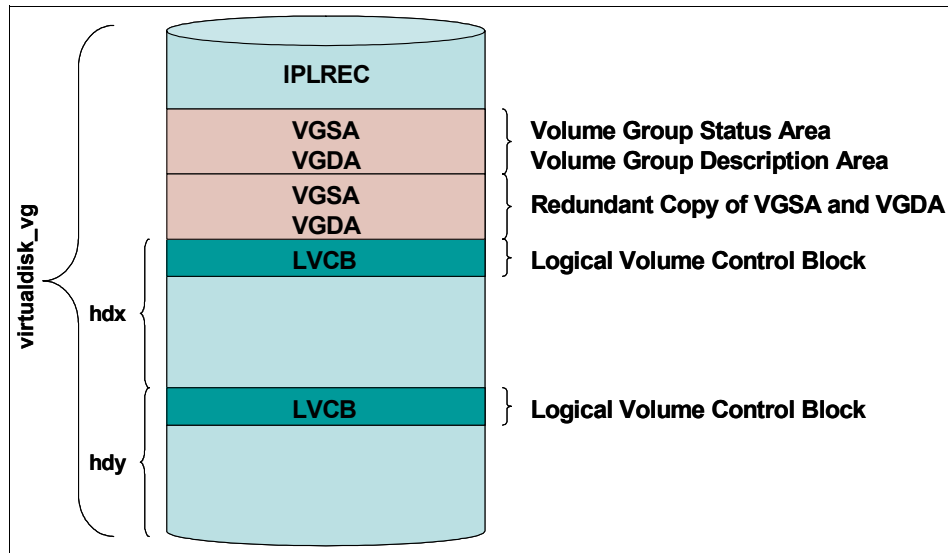 IPLREC
VGSA
VGDA
Volume Group Status Area
Volume Group Description Area
VGSA
VGDA
Redundant Copy of VGSA and VGDA
LVCB
Logical Volume Control Block
virtualdisk_vg
hdx
LVCB
Logical Volume Control Block
hdy